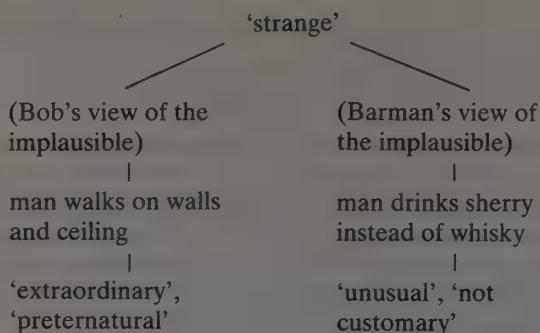 ‘strange’
(Bob’s view of the
implausible)
man walks on walls
and ceiling
‘extraordinary’,
‘preternatural’
(Barman’s view of
the implausible)
man drinks sherry
instead of whisky
‘unusual’, ‘not
customary’